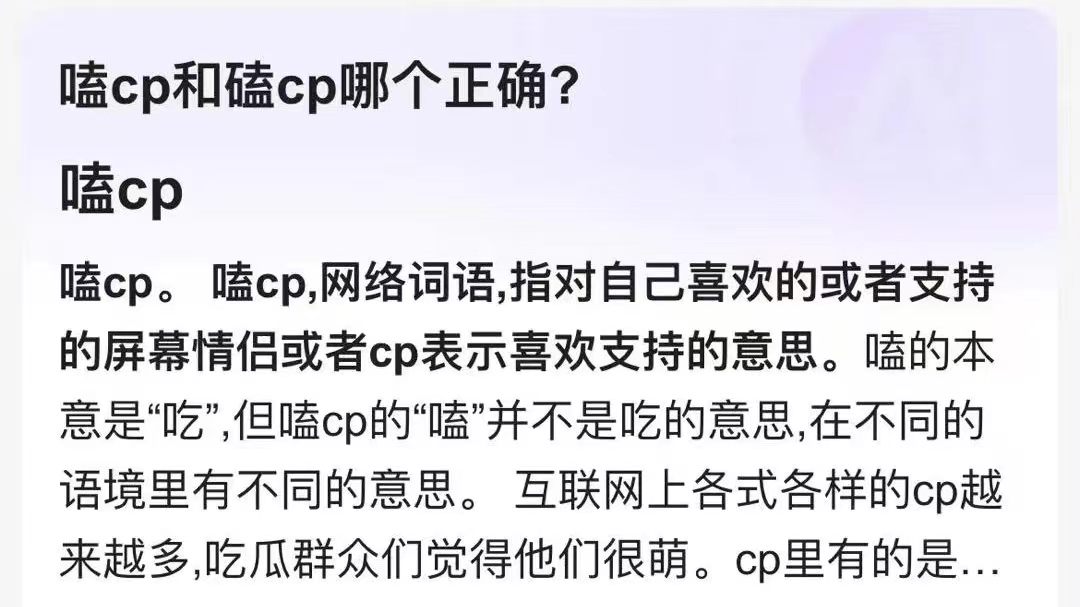 嗑cp和磕cp哪个正确?
嗑cp
嗑cp。 嗑cp,网络词语,指对自己喜欢的或者支持
的屏幕情侣或者cp表示喜欢支持的意思。嗑的本
意是“吃”,但嗑cp的“嗑”并不是吃的意思,在不同的
语境里有不同的意思。 互联网上各式各样的cp越
来越多,吃瓜群众们觉得他们很萌。cp里有的是...